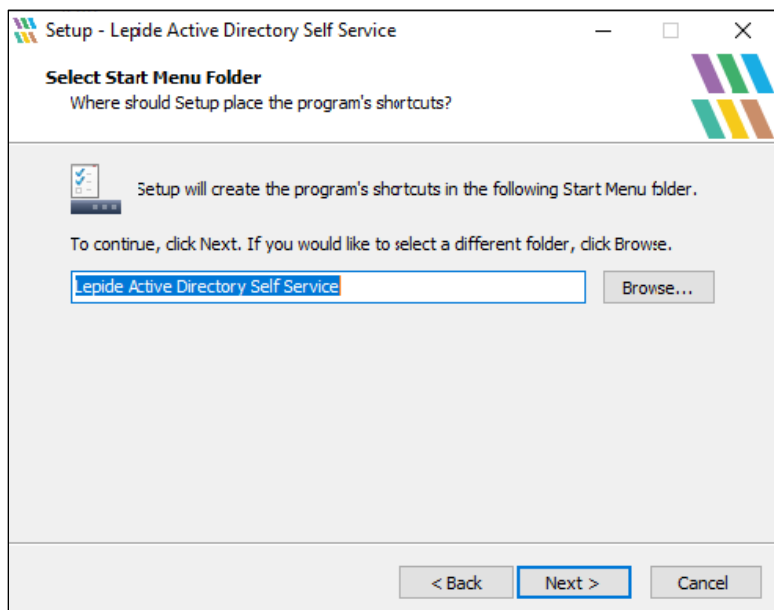 Setup - Lepide Active Directory Self Service
Select Start Menu Folder
Where should Setup place the program's shortcuts?
Setup will create the program's shortcuts in the following Start Menu folder.
To continue, click Next. If you would like to select a different folder, click Browse.
Lepide Active Directory Self Service
Browse...
< Back
Next >
Cancel